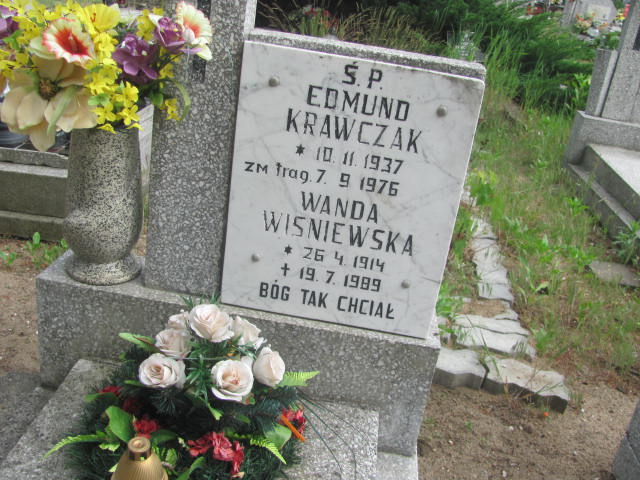 Ś.P.
EDMUND
KRAWCZAK
* 10.11.1937
zm trag. 7. 9 1976
WANDA
WIŚNIEWSKA
* 26.4.1914
✝ 19.7.1989
BÓG TAK CHCIAŁ